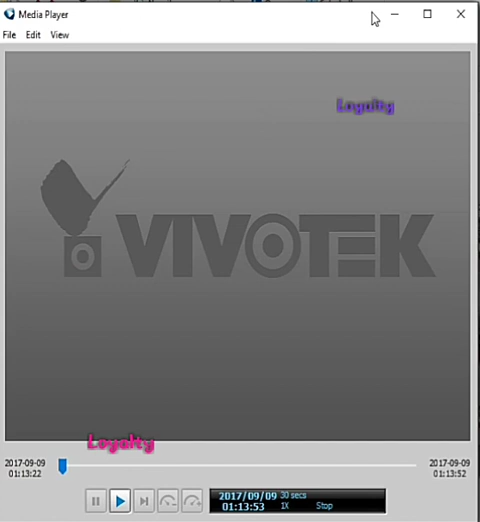 Media Player
File Edit View
Loyalty
VIVOTEK
Loyalty
2017-09-09
01:13:22
2017-09-09
01:13:52
2017/09/09 30 secs
01:13:53 1X Stop